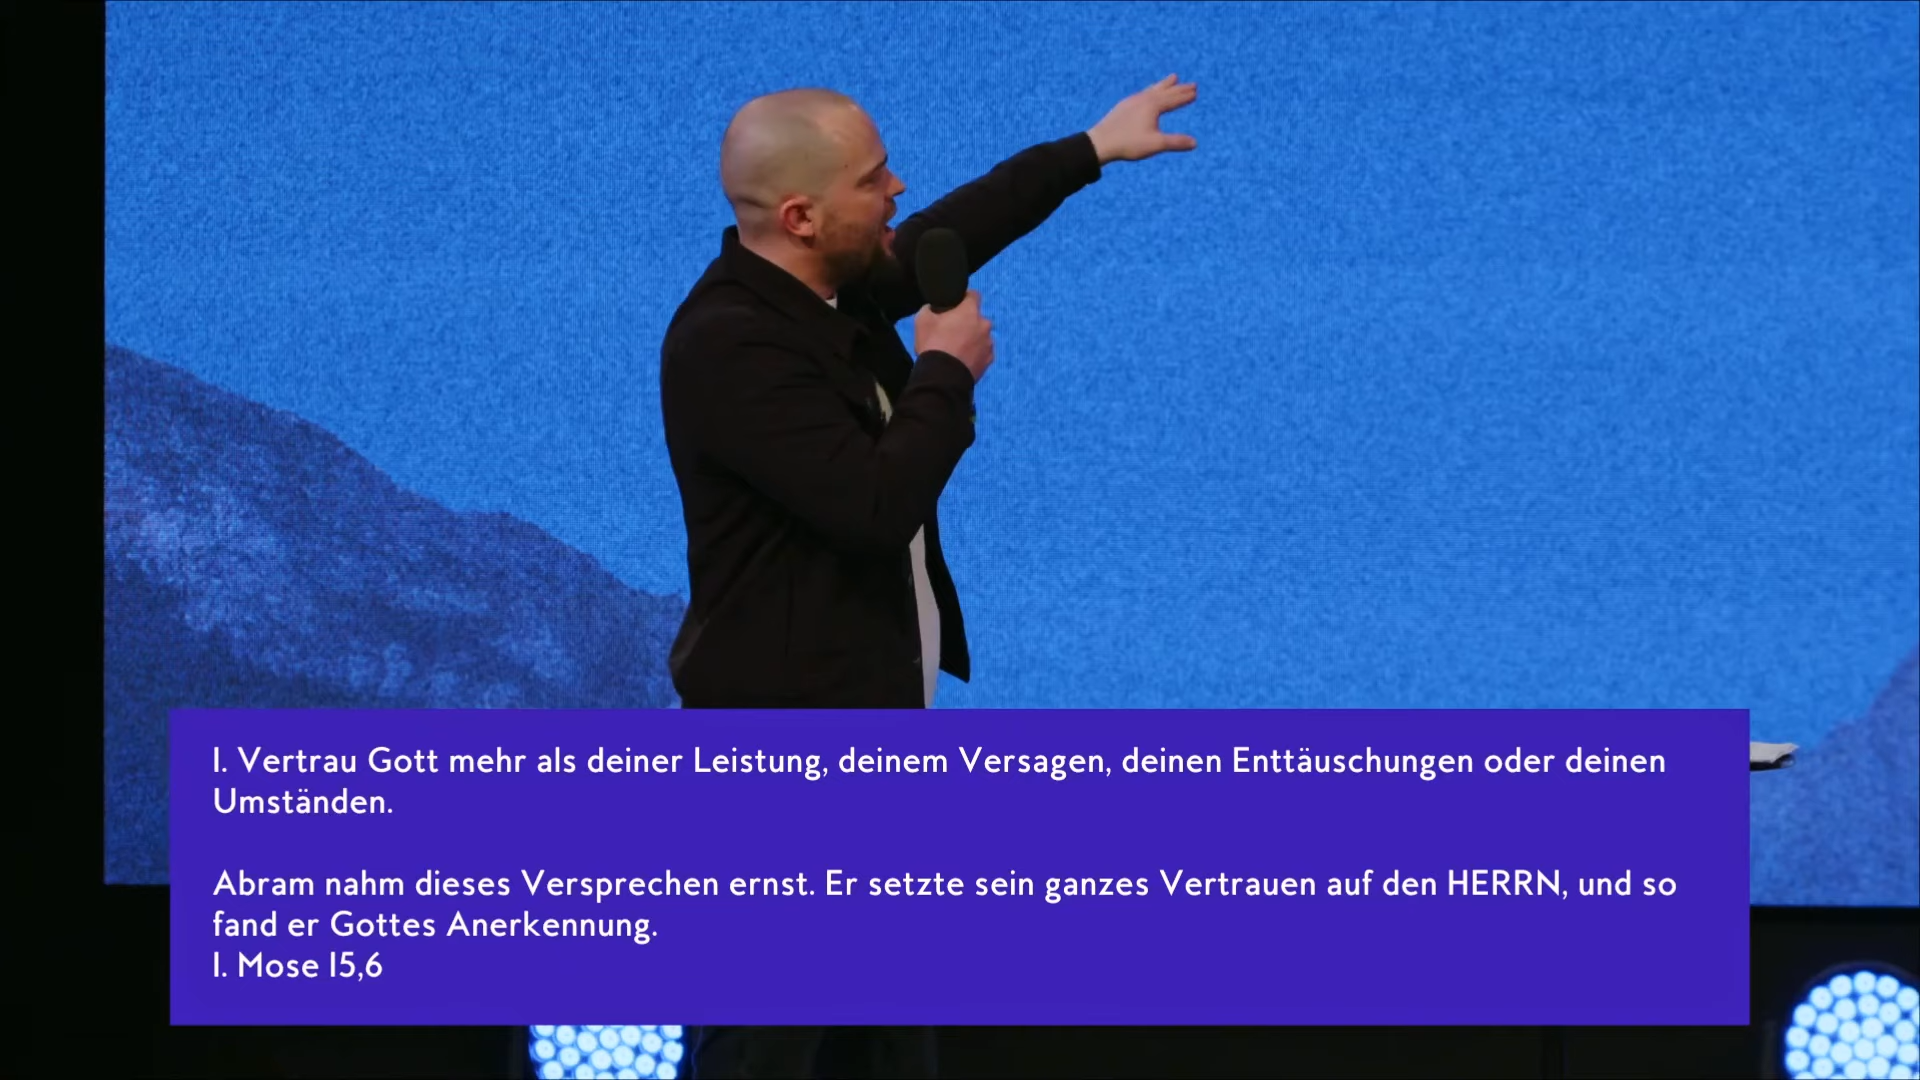 1. Vertrau Gott mehr als deiner Leistung, deinem Versagen, deinen Enttäuschungen oder deinen
Umständen.
Abram nahm dieses Versprechen ernst. Er setzte sein ganzes Vertrauen auf den HERRN, und so
fand er Gottes Anerkennung.
1. Mose 15,6